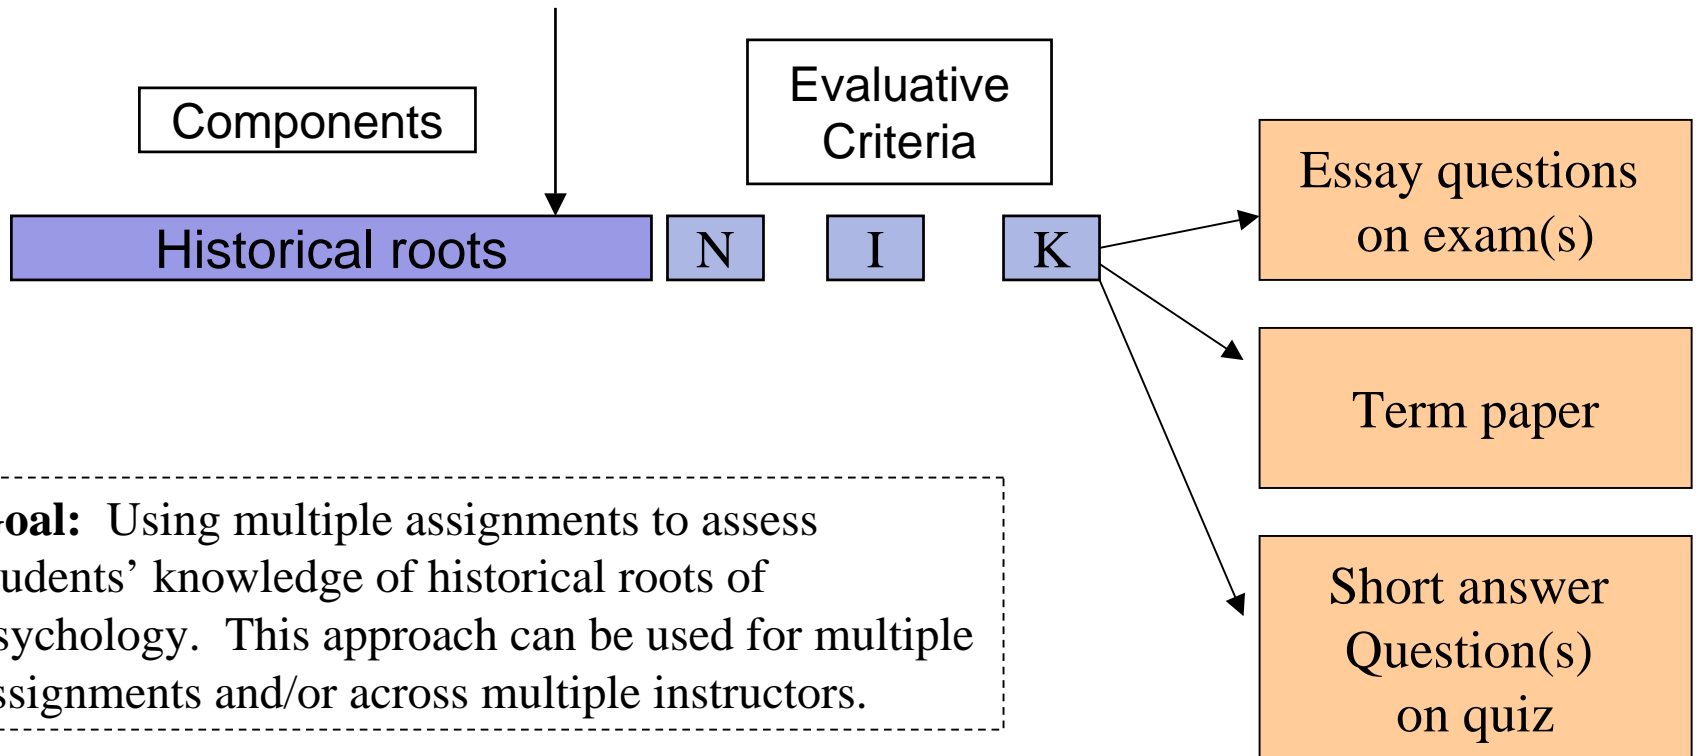 Components
Evaluative
Criteria
Historical roots
N
I
K
Essay questions
on exam(s)
Term paper
Short answer
Question(s)
on quiz
oal: Using multiple assignments to assess
tudents’ knowledge of historical roots of
sychology. This approach can be used for multiple
ssignments and/or across multiple instructors.